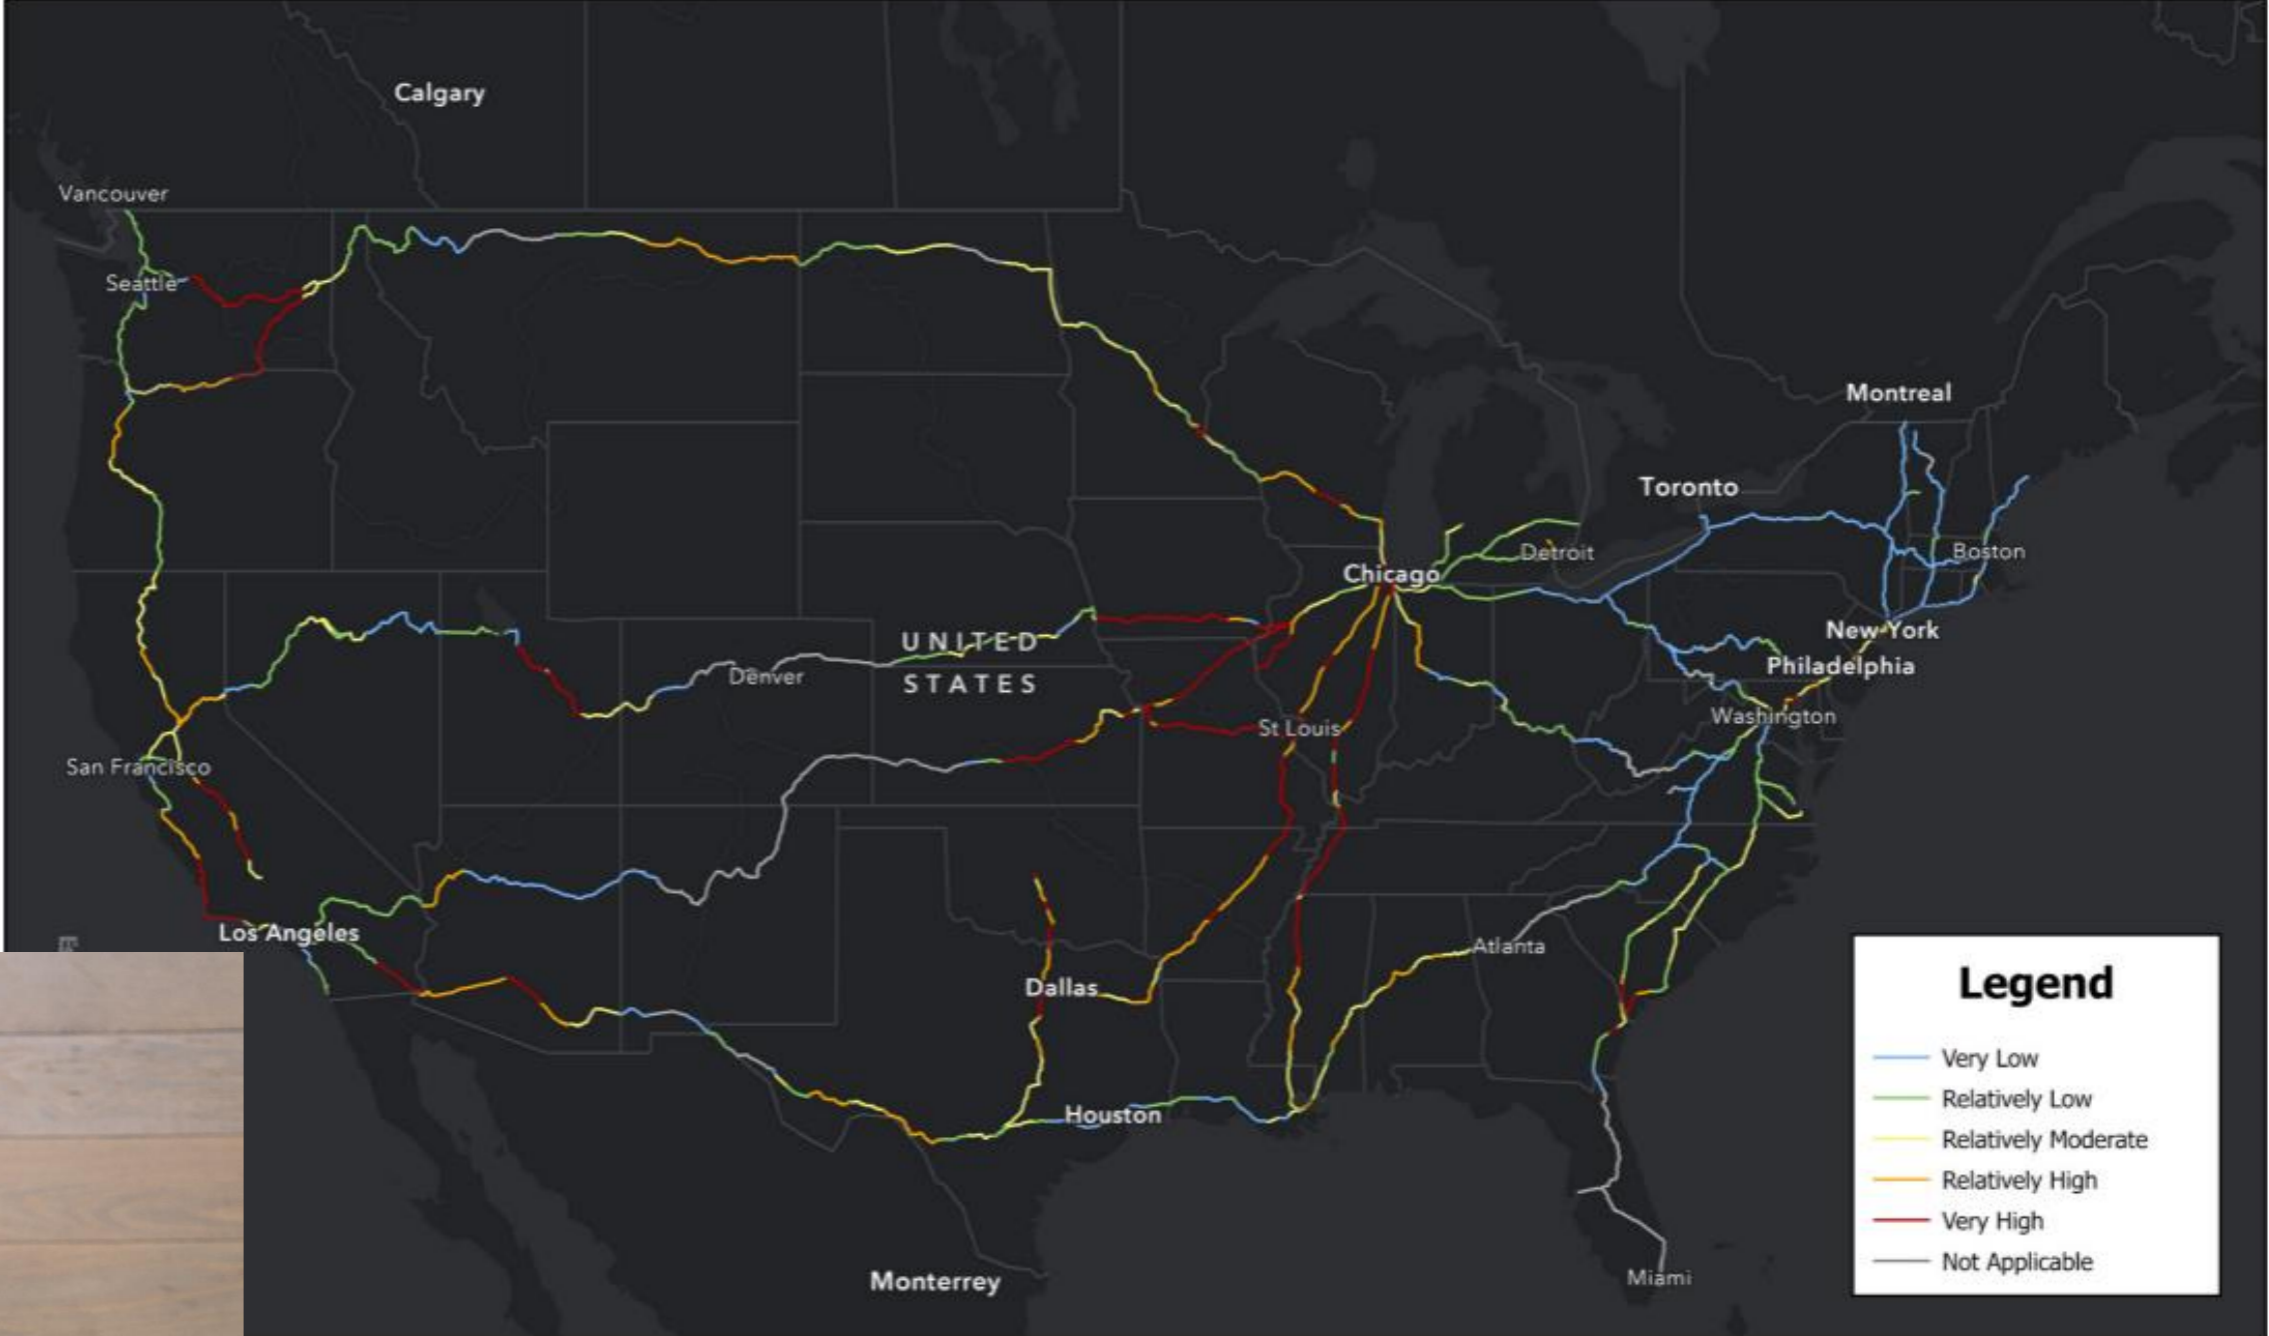 Calgary
Vancouver
Seattle
Montreal
Toronto
Detroit
Boston
Chicago
New York
UNITED
Philadelphia
Denver
STATES
Washington
St Louis
San Francisco
Los Angeles
Atlanta
Dallas
Houston
Monterrey
Miami
Legend
Very Low
Relatively Low
Relatively Moderate
Relatively High
Very High
Not Applicable